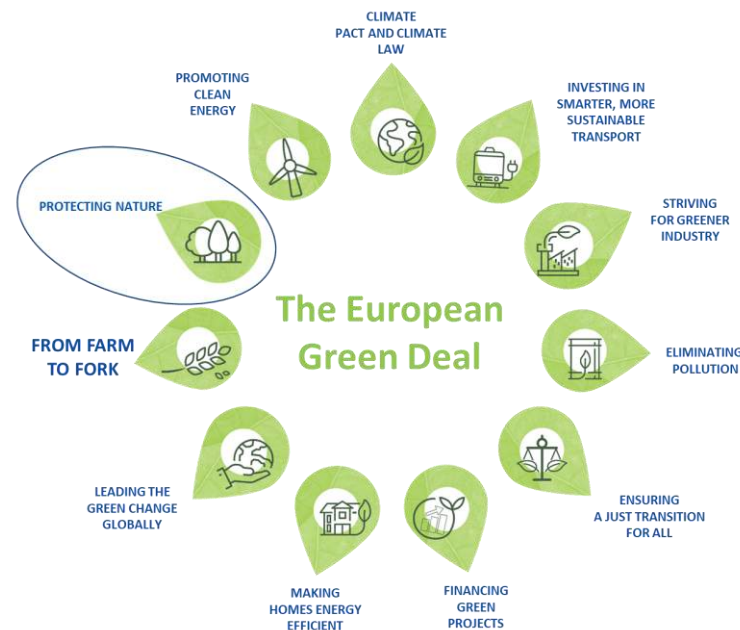 CLIMATE
PACT AND CLIMATE
LAW
PROMOTING
CLEAN
ENERGY
INVESTING IN
SMARTER, MORE
SUSTAINABLE
TRANSPORT
PROTECTING NATURE
STRIVING
FOR GREENER
INDUSTRY
The European
Green Deal
FROM FARM
TO FORK
ELIMINATING
POLLUTION
LEADING THE
GREEN CHANGE
GLOBALLY
ENSURING
A JUST TRANSITION
FOR ALL
MAKING
HOMES ENERGY
EFFICIENT
FINANCING
GREEN
PROJECTS